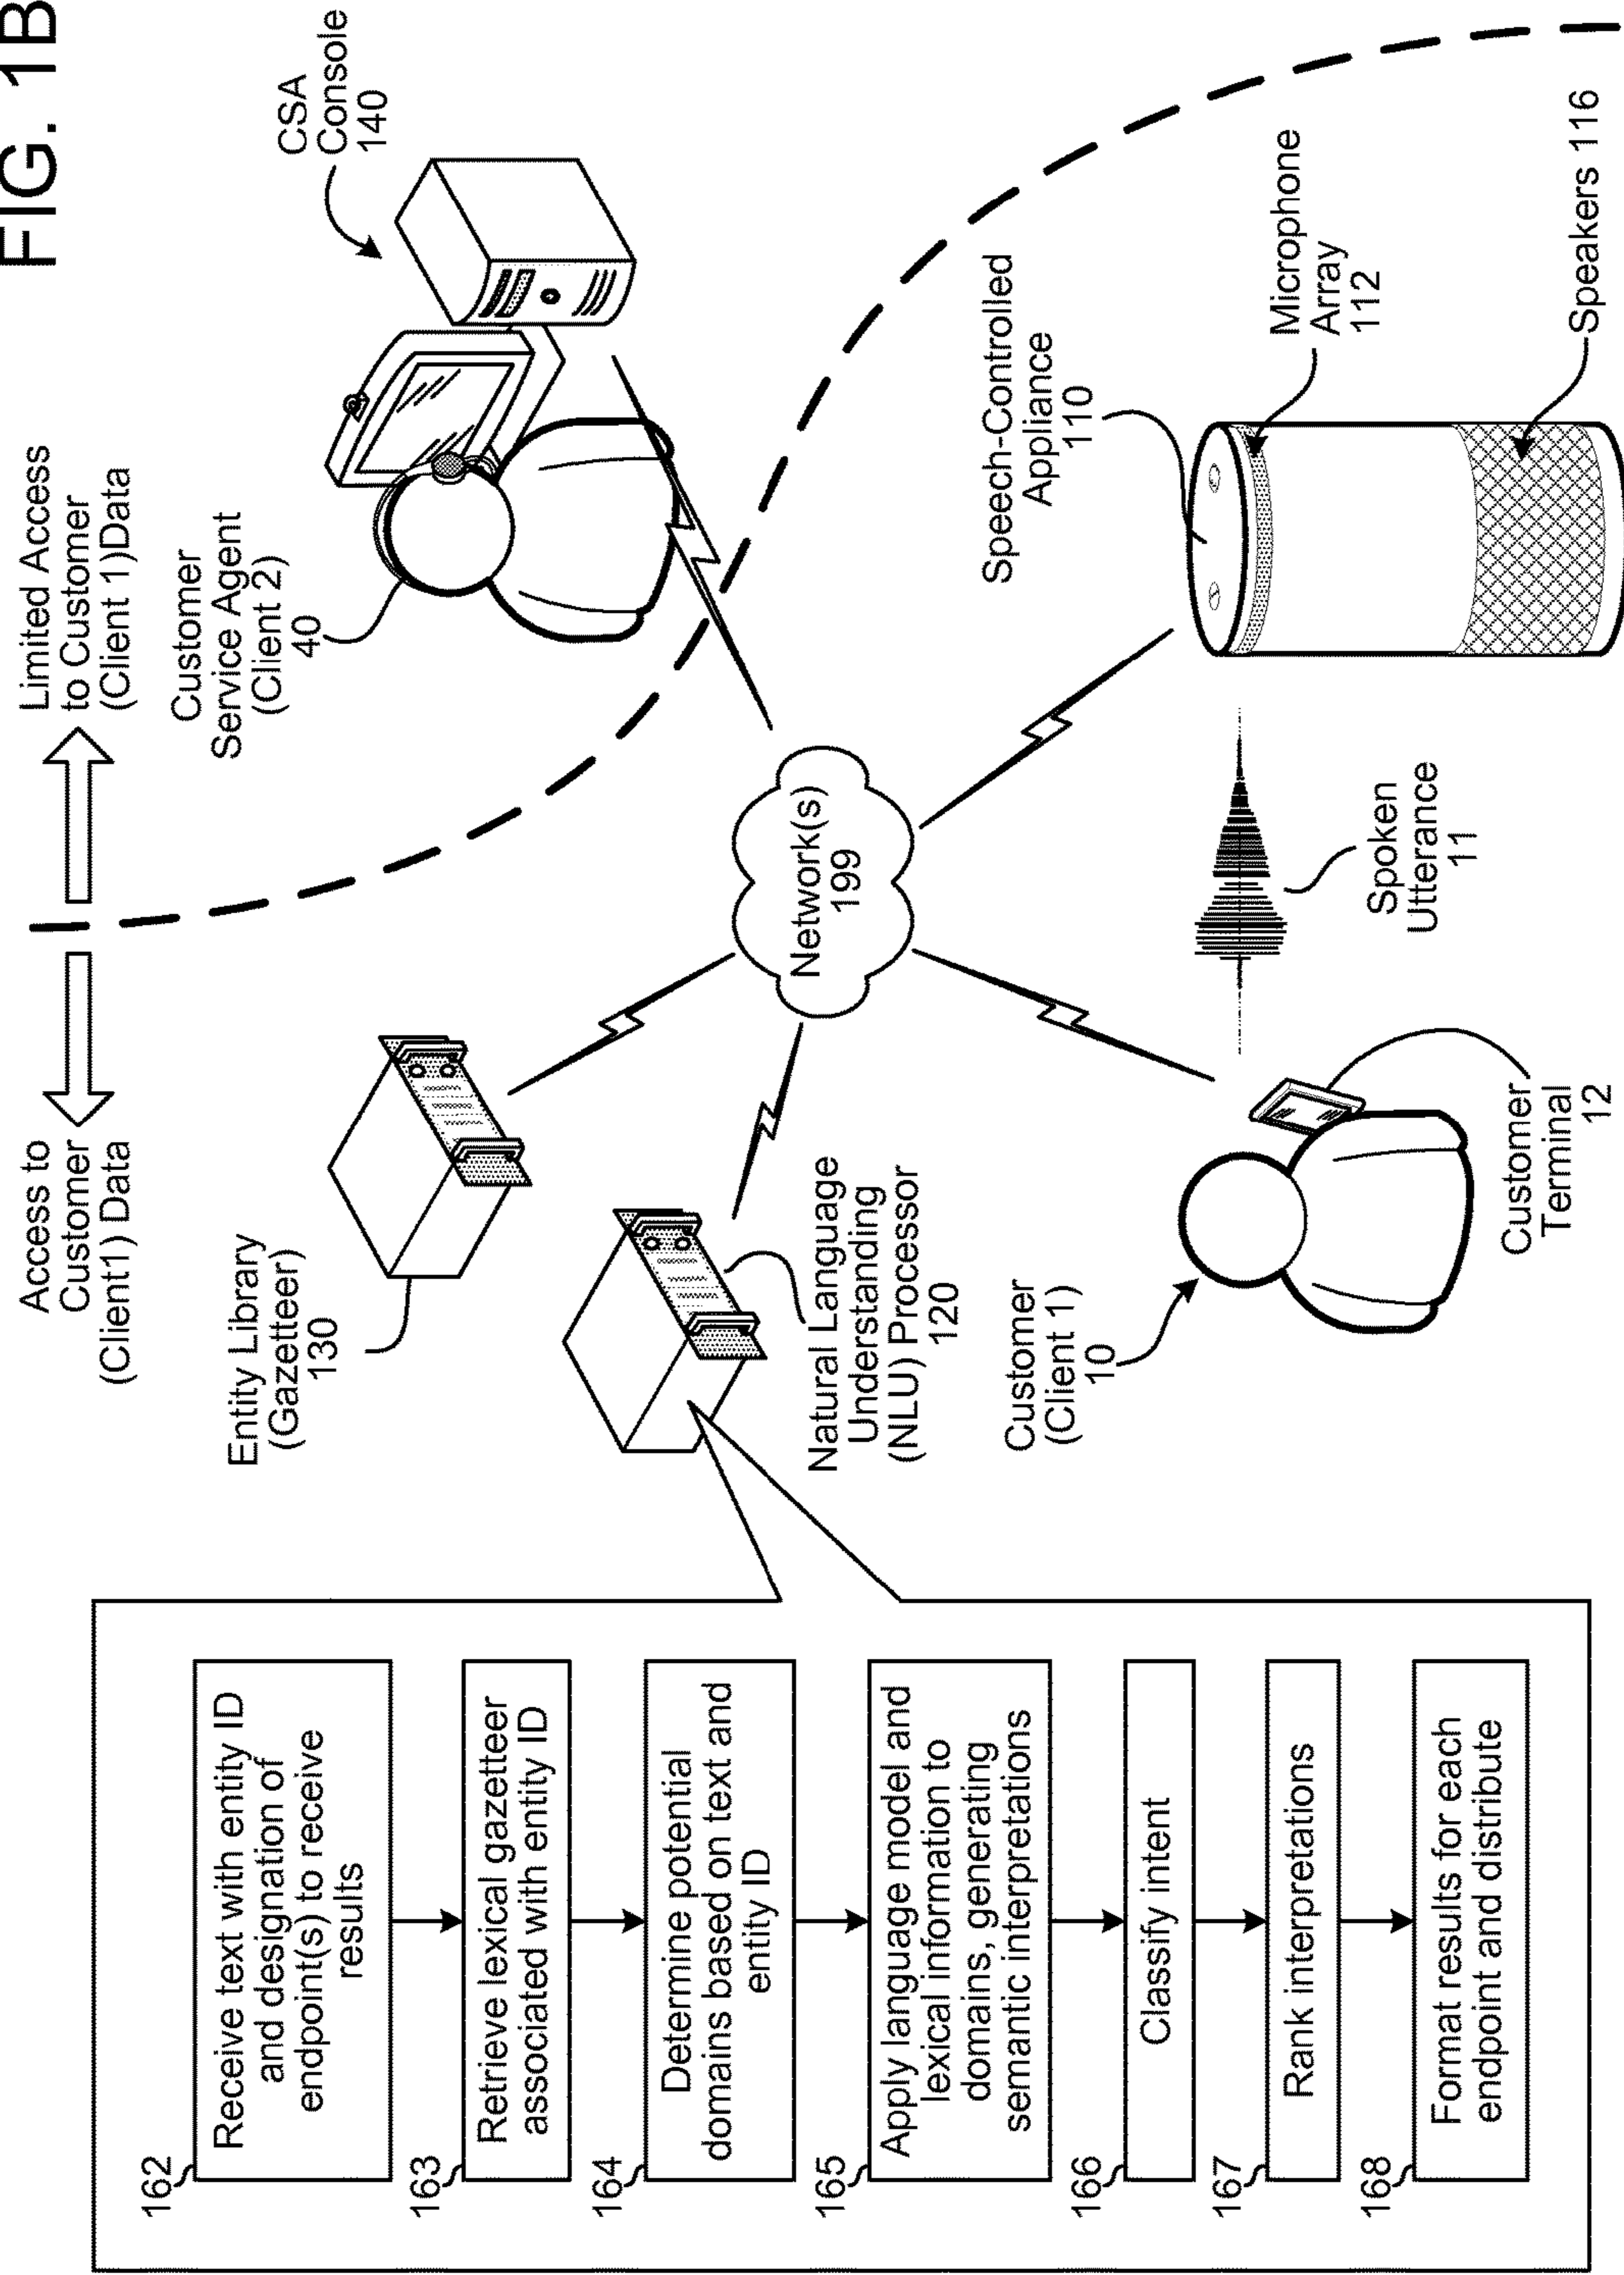 FIG. 1B
Access to
Customer
(Client1) Data
Limited Access
to Customer
(Client 1)Data
162
Receive text with entity ID
and designation of
endpoint(s) to receive
results
163
Retrieve lexical gazetteer
associated with entity ID
164
Determine potential
domains based on text and
entity ID
165
Apply language model and
lexical information to
domains, generating
semantic interpretations
166
Classify intent
167
Rank interpretations
168
Format results for each
endpoint and distribute
Entity Library
(Gazetteer)
130
Natural Language
Understanding
(NLU) Processor
120
Customer
(Client 1)
10
Customer
Terminal
12
Network(s)
199
Spoken
Utterance
11
Customer
Service Agent
(Client 2)
40
CSA
Console
140
Speech-Controlled
Appliance
110
Microphone
Array
112
Speakers 116